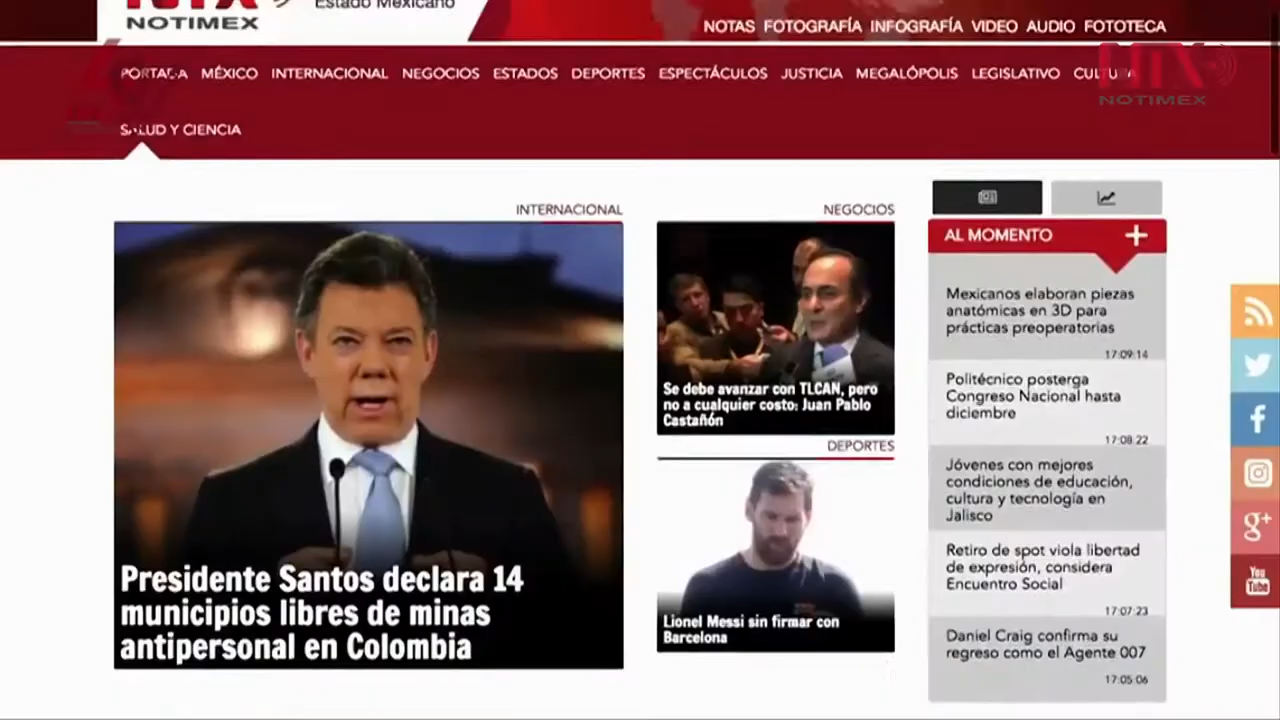 Estado Mexicano
NTX
NOTIMEX
NOTAS FOTOGRAFÍA INFOGRAFÍA VIDEO AUDIO FOTOTECA
PORTADA MÉXICO INTERNACIONAL NEGOCIOS ESTADOS DEPORTES ESPECTÁCULOS JUSTICIA MEGALÓPOLIS LEGISLATIVO CULTURA
NTX
NOTIMEX
SALUD Y CIENCIA
INTERNACIONAL
Presidente Santos declara 14
municipios libres de minas
antipersonal en Colombia
NEGOCIOS
Se debe avanzar con TLCAN, pero
no a cualquier costo: Juan Pablo
Castañón
DEPORTES
Lionel Messi sin firmar con
Barcelona
AL MOMENTO +
Mexicanos elaboran piezas
anatómicas en 3D para
prácticas preoperatorias
17:09:14
Politécnico posterga
Congreso Nacional hasta
diciembre
17:08:22
Jóvenes con mejores
condiciones de educación,
cultura y tecnología en
Jalisco
Retiro de spot viola libertad
de expresión, considera
Encuentro Social
17:07:23
Daniel Craig confirma su
regreso como el Agente 007
17:05:06
f
g+
You
Tube